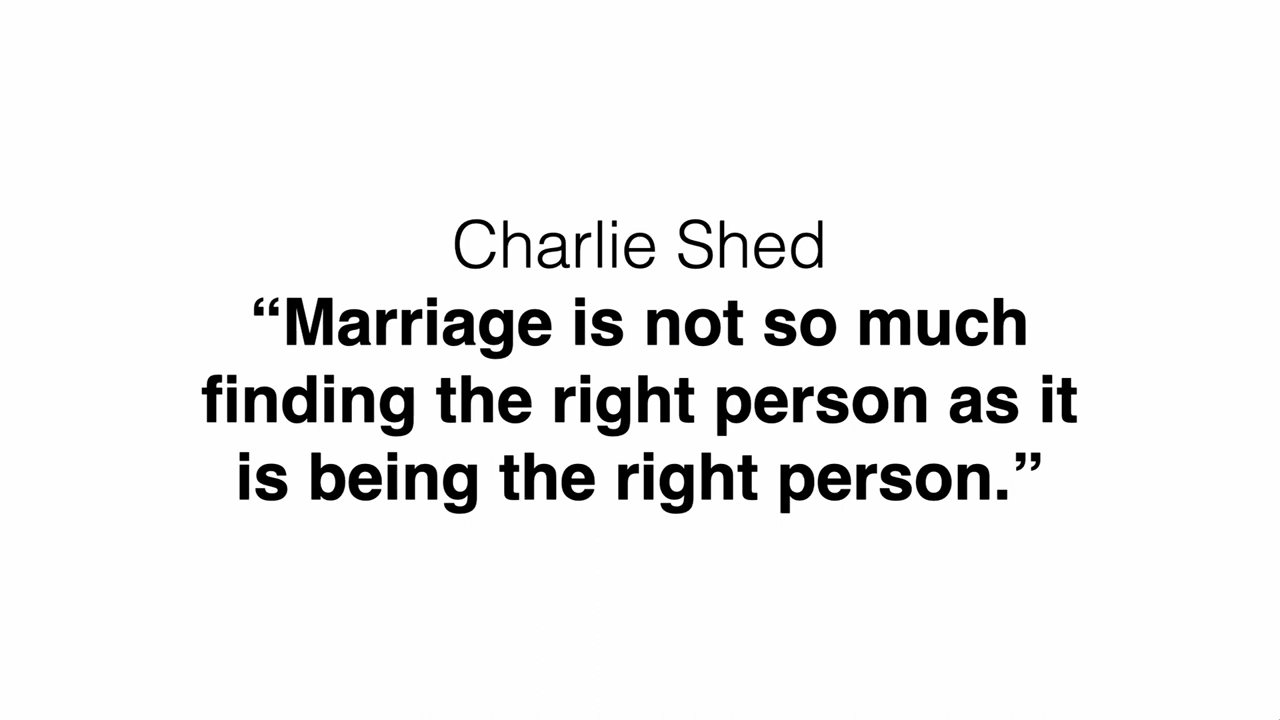 Charlie Shed
“Marriage is not so much
finding the right person as it
is being the right person.”